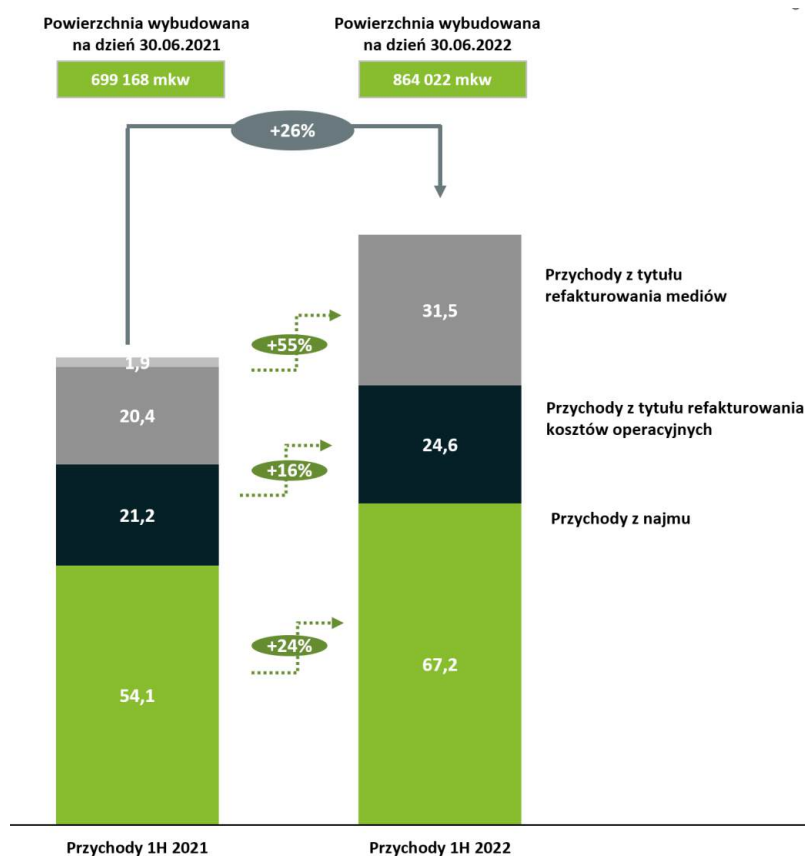 Powierzchnia wybudowana
na dzień 30.06.2021
699 168 mkw
Powierzchnia wybudowana
na dzień 30.06.2022
864 022 mkw
+26%
1,9
20,4
21,2
54,1
+55%
+16%
+24%
31,5
24,6
67,2
Przychody z tytułu
refakturowania mediów
Przychody z tytułu refakturowania
kosztów operacyjnych
Przychody z najmu
Przychody 1H 2021
Przychody 1H 2022